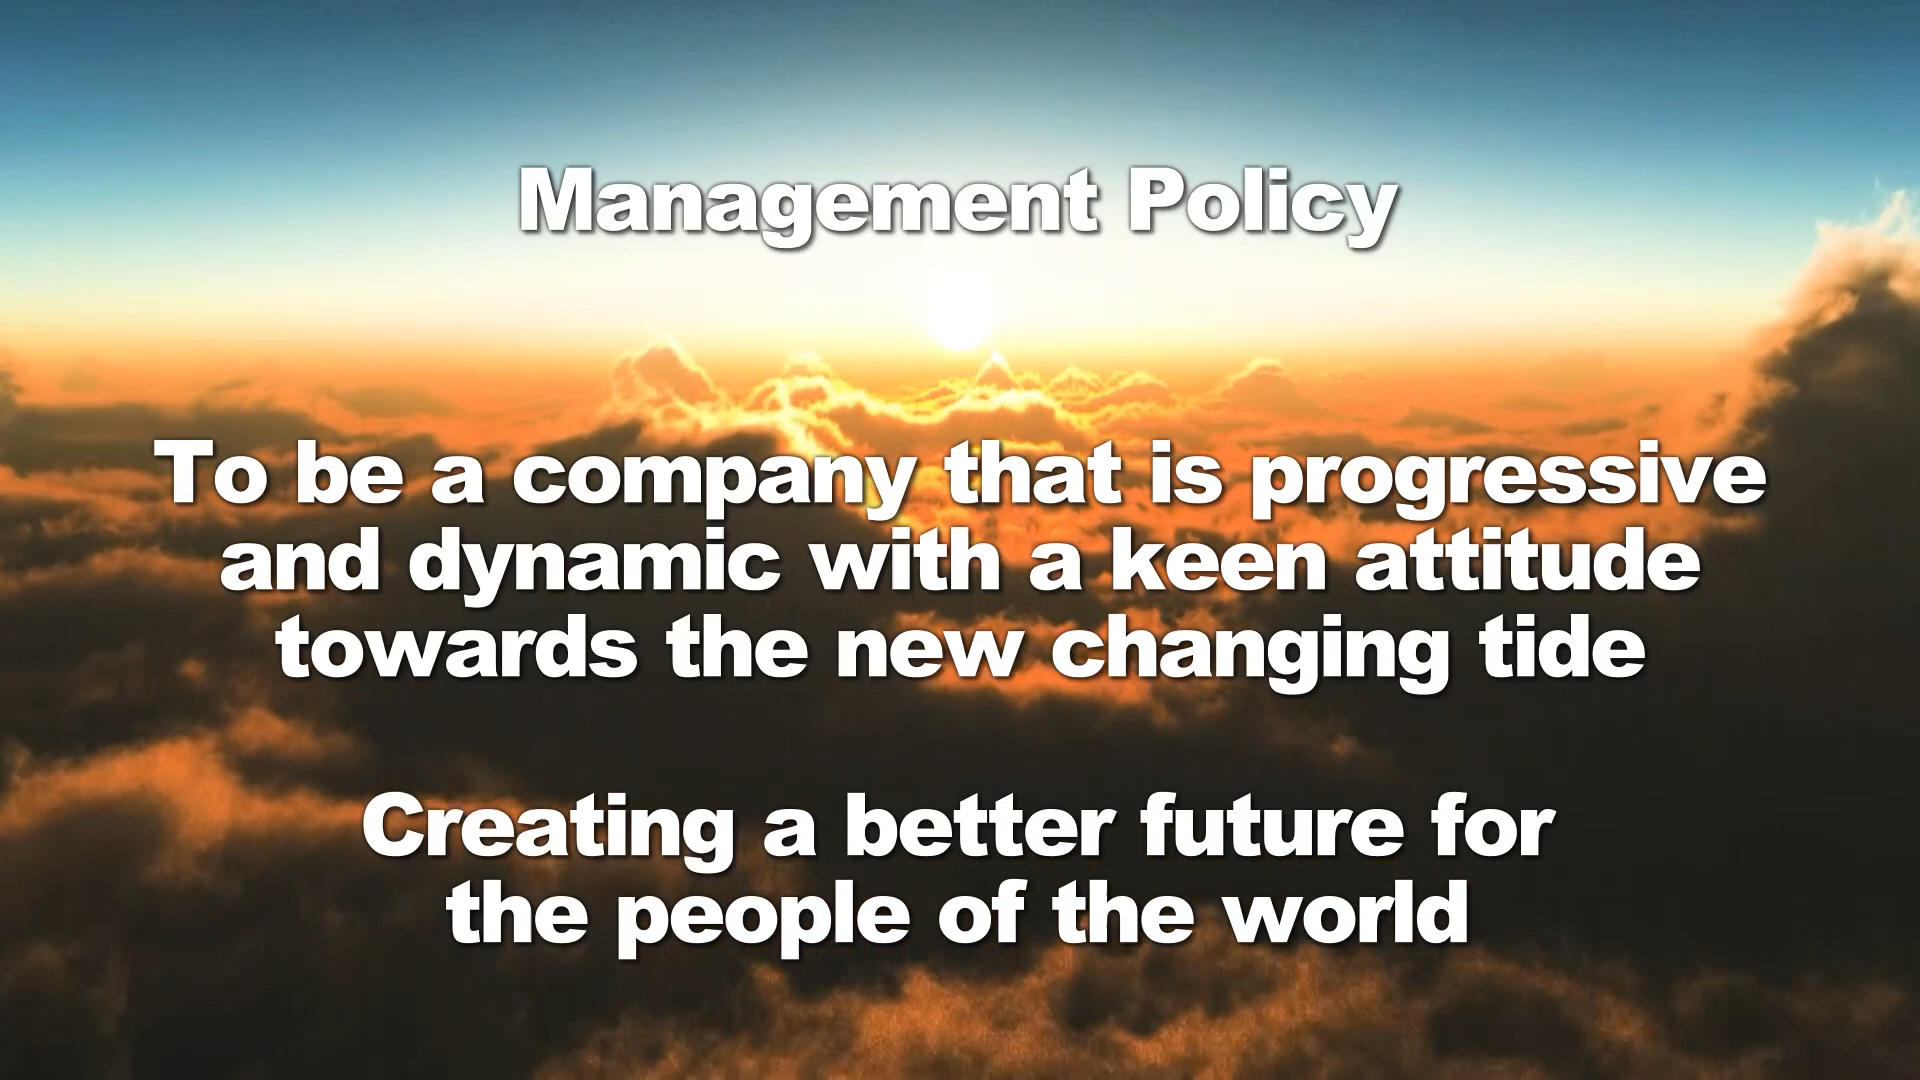 Management Policy
To be a company that is progressive
and dynamic with a keen attitude
towards the new changing tide
Creating a better future for
the people of the world